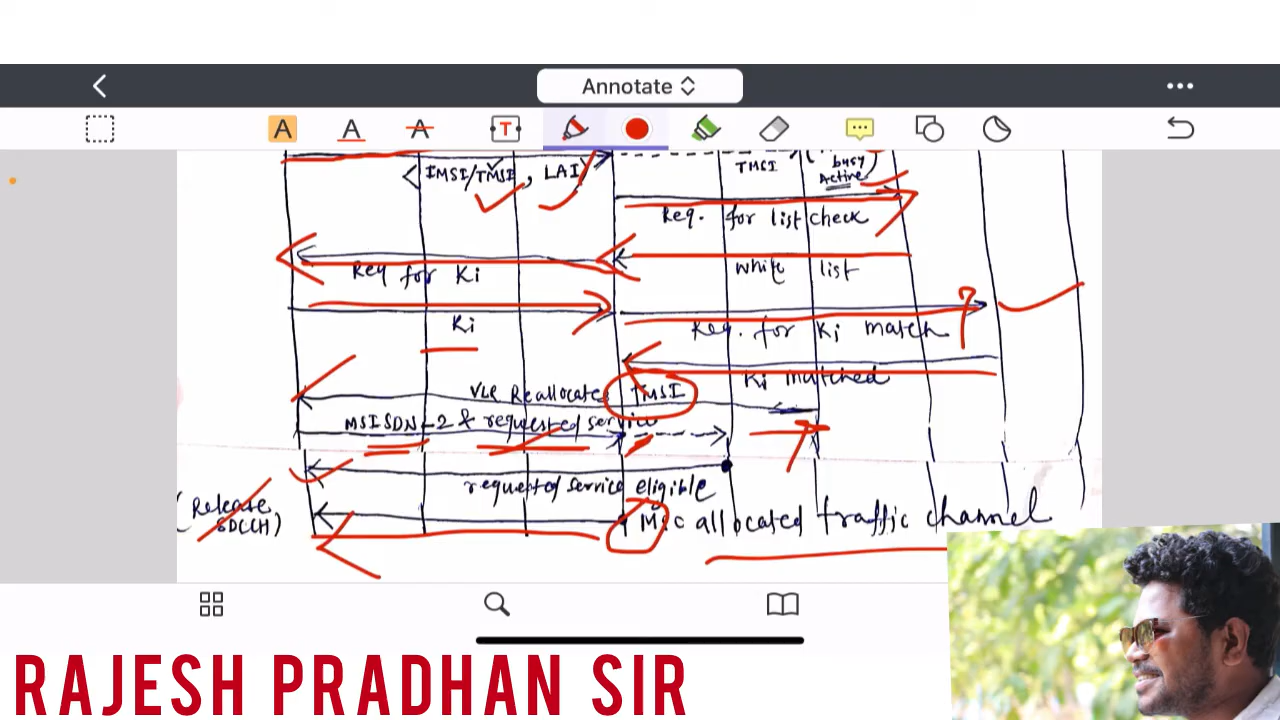 Annotate
A A A T
busy
<IMSI/TMSI, LAI> TMSI Active
Req. for list check
Req for Ki white list
Ki Req. for Ki match
VLR Reallocates TMSI Ki matched
MSISDN-2 & requested service
request of service eligible
(Release SDCCH) MSC allocated traffic channel
RAJESH PRADHAN SIR